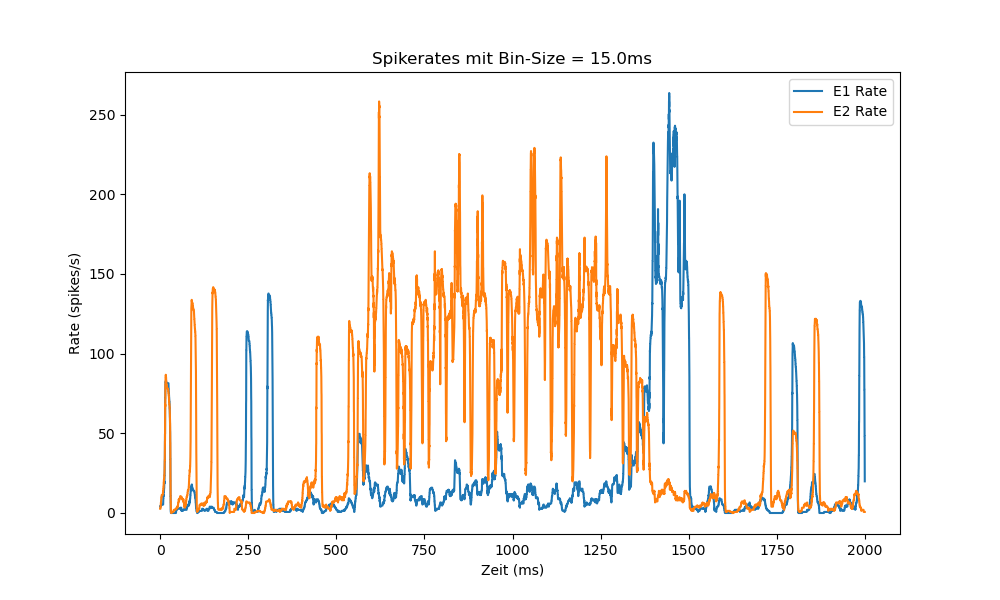 Spikerates mit Bin-Size = 15.0ms
E1 Rate
E2 Rate
Rate (spikes/s)
250
200
150
100
50
0
0 250 500 750 1000 1250 1500 1750 2000
Zeit (ms)